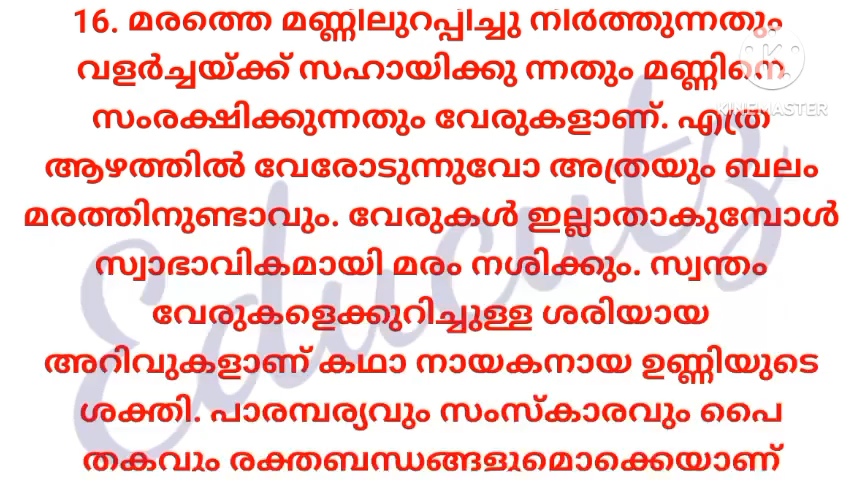 16. മരത്തെ മണ്ണിലുറപ്പിച്ചു നിർത്തുന്നതും
വളർച്ചയ്ക്ക് സഹായിക്കു ന്നതും മണ്ണിനെ
KINEMASTER
സംരക്ഷിക്കുന്നതും വേരുകളാണ്. എത്ര
ആഴത്തിൽ വേരോടുന്നുവോ അത്രയും ബലം
മരത്തിനുണ്ടാവും. വേരുകൾ ഇല്ലാതാകുമ്പോൾ
സ്വാഭാവികമായി മരം നശിക്കും. സ്വന്തം
വേരുകളെക്കുറിച്ചുള്ള ശരിയായ
അറിവുകളാണ് കഥാ നായകനായ ഉണ്ണിയുടെ
ശക്തി. പാരമ്പര്യവും സംസ്കാരവും പൈ
തകവും രക്തബന്ധങ്ങളുമൊക്കെയാണ്
Educutz